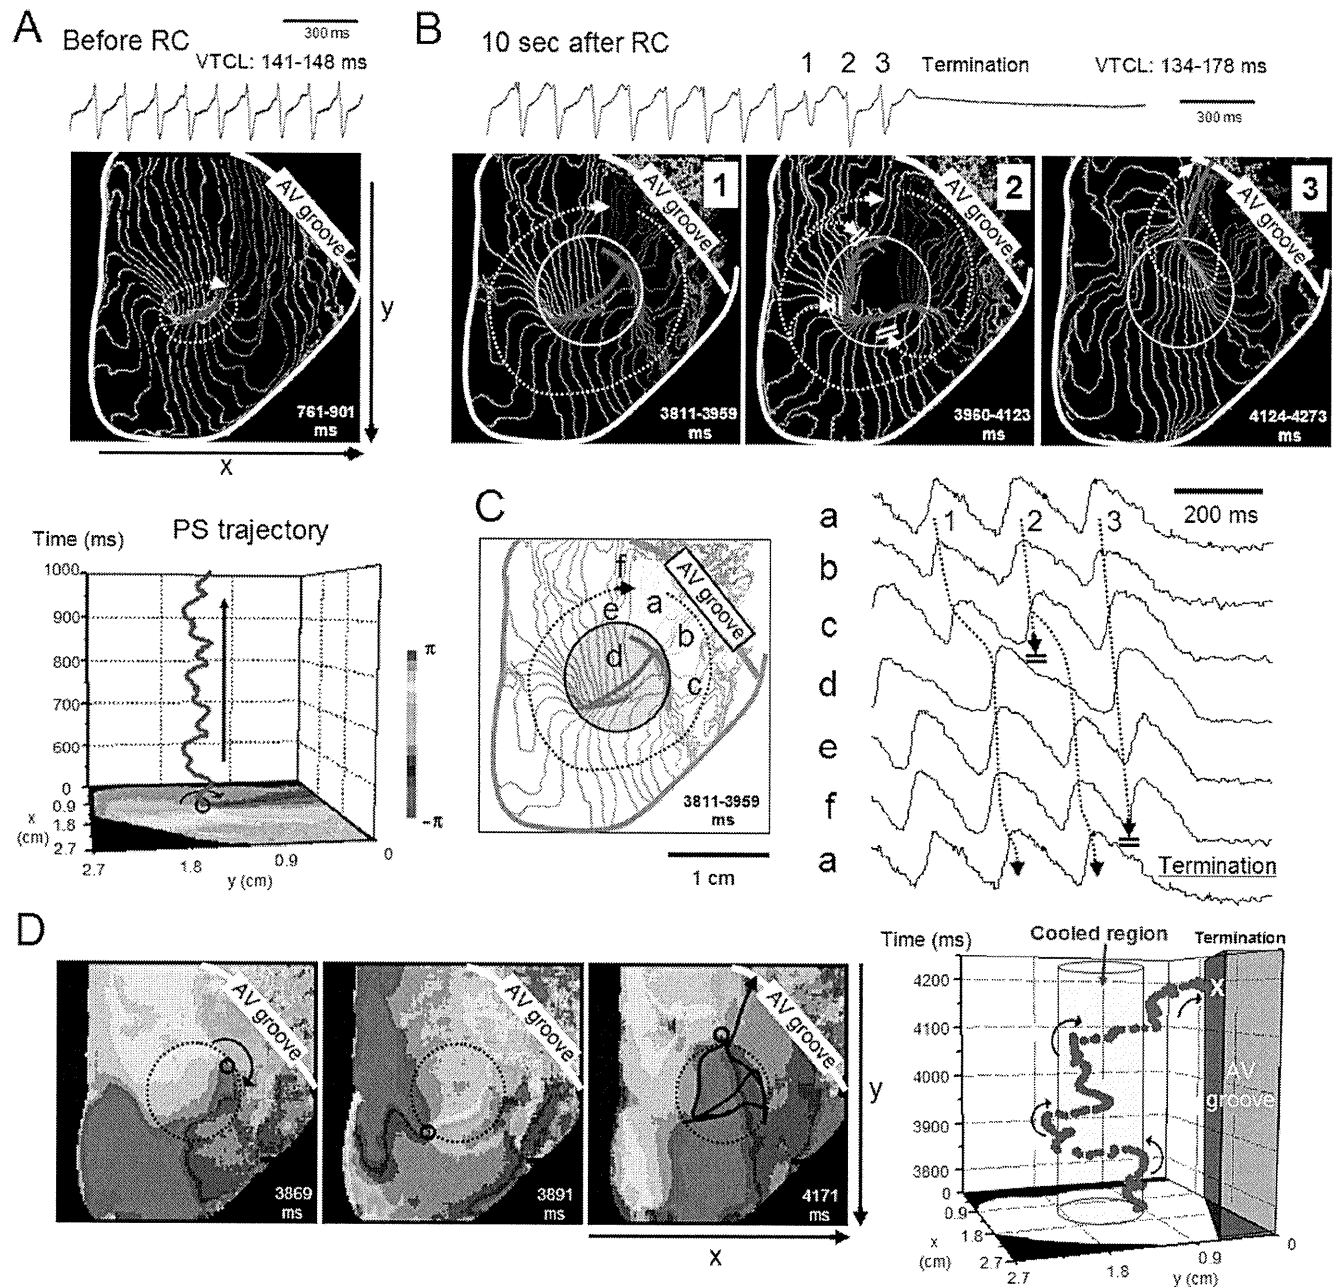 A
Before RC
300 ms
VTCL: 141-148 ms
AV groove
761-901
ms
x
y
B
10 sec after RC
1 2 3
Termination
VTCL: 134-178 ms
300 ms
AV groove
1
3811-3959
ms
AV groove
2
3960-4123
ms
AV groove
3
4124-4273
ms
PS trajectory
Time (ms)
1000
900
800
700
600
0
0.9
1.8
2.7
x
(cm)
2.7
1.8
0.9
0
y (cm)
π
-π
C
AV groove
f
e
a
b
d
c
3811-3959
ms
1 cm
200 ms
a
1 2 3
b
c
d
e
f
a
Termination
D
AV groove
3869
ms
AV groove
3891
ms
AV groove
4171
ms
x
y
Time (ms)
Cooled region
Termination
4200
4100
4000
3900
3800
0
0.9
1.8
2.7
x
(cm)
2.7
1.8
0.9
0
y (cm)
X
AV
groove